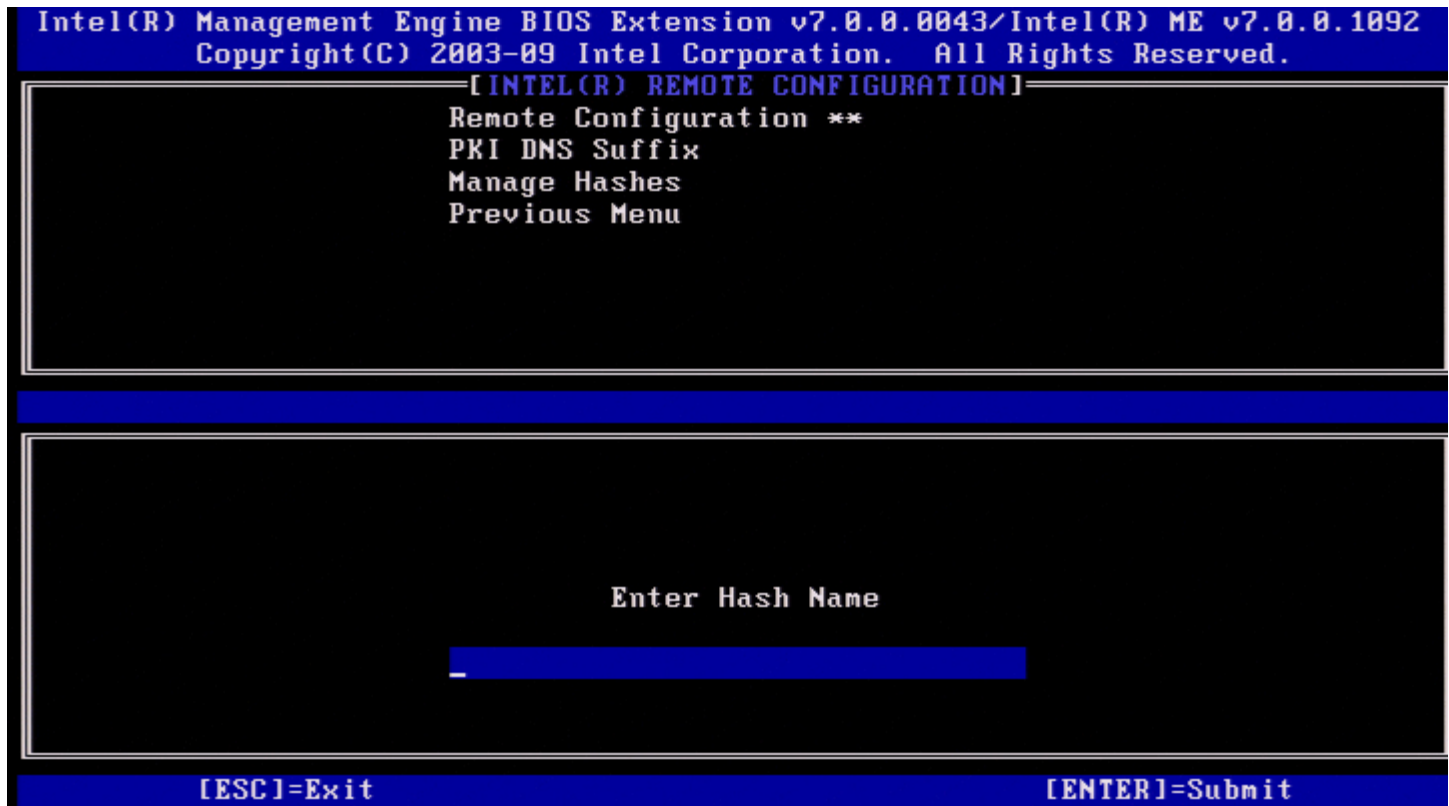 Intel(R) Management Engine BIOS Extension v7.0.0.0043/Intel(R) ME v7.0.0.1092
Copyright(C) 2003-09 Intel Corporation. All Rights Reserved.
[INTEL(R) REMOTE CONFIGURATION]
Remote Configuration **
PKI DNS Suffix
Manage Hashes
Previous Menu
Enter Hash Name
[ESC]=Exit [ENTER]=Submit